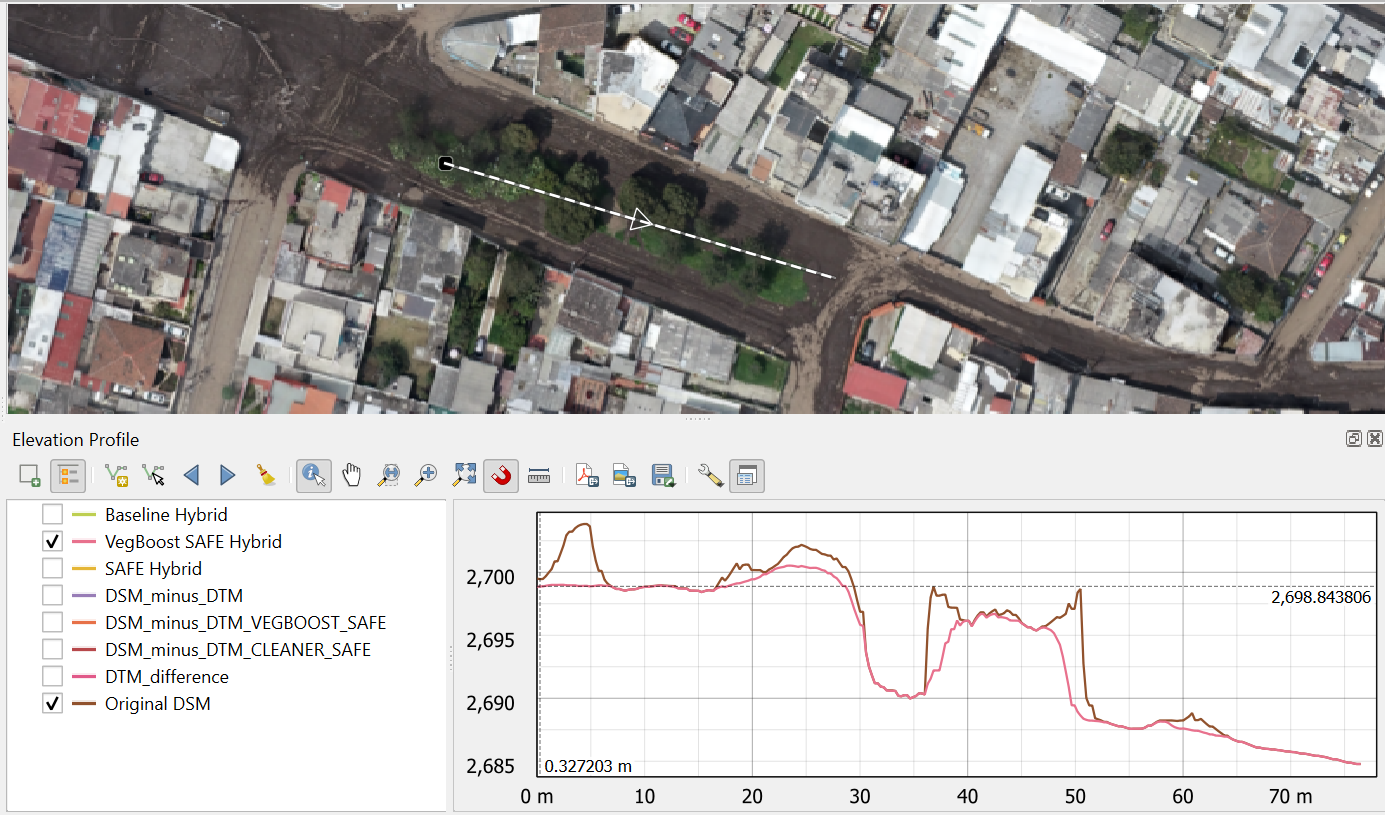 Elevation Profile
Baseline Hybrid
VegBoost SAFE Hybrid
SAFE Hybrid
DSM_minus_DTM
DSM_minus_DTM_VEGBOOST_SAFE
DSM_minus_DTM_CLEANER_SAFE
DTM_difference
Original DSM
2,700
2,698.843806
2,695
2,690
2,685
0.327203 m
0 m 10 20 30 40 50 60 70 m